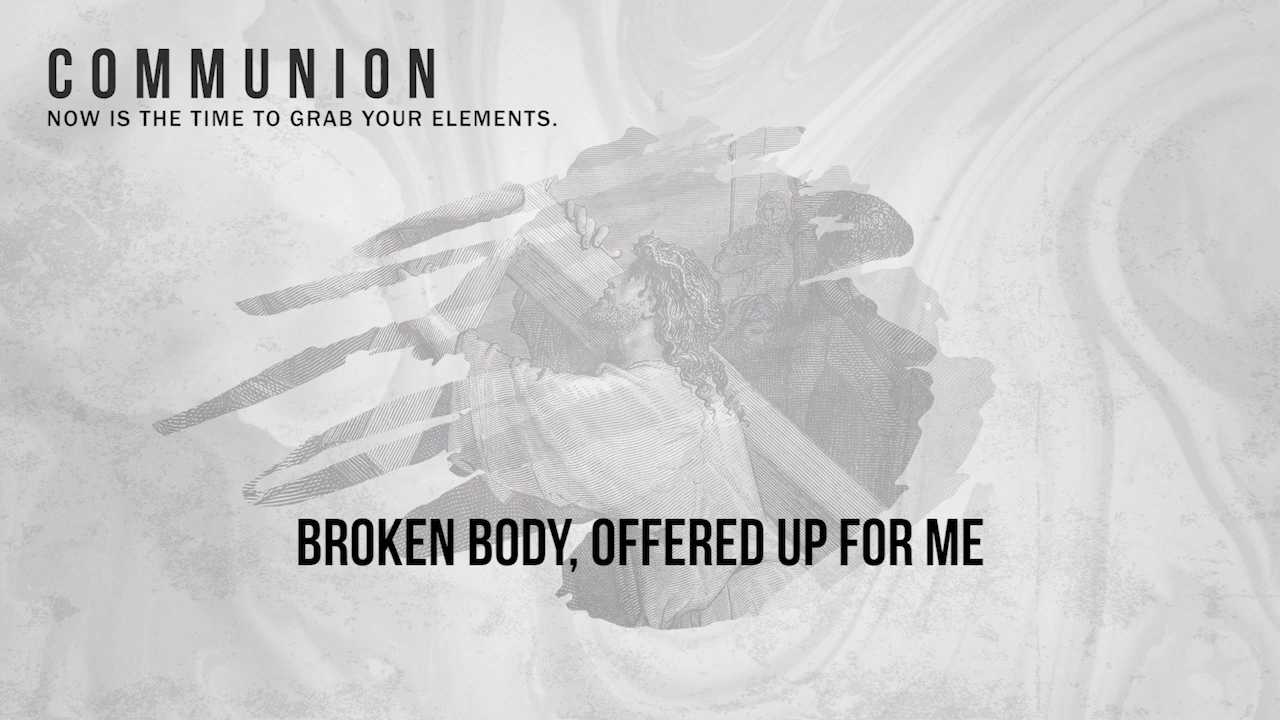 COMMUNION
NOW IS THE TIME TO GRAB YOUR ELEMENTS.
BROKEN BODY, OFFERED UP FOR ME